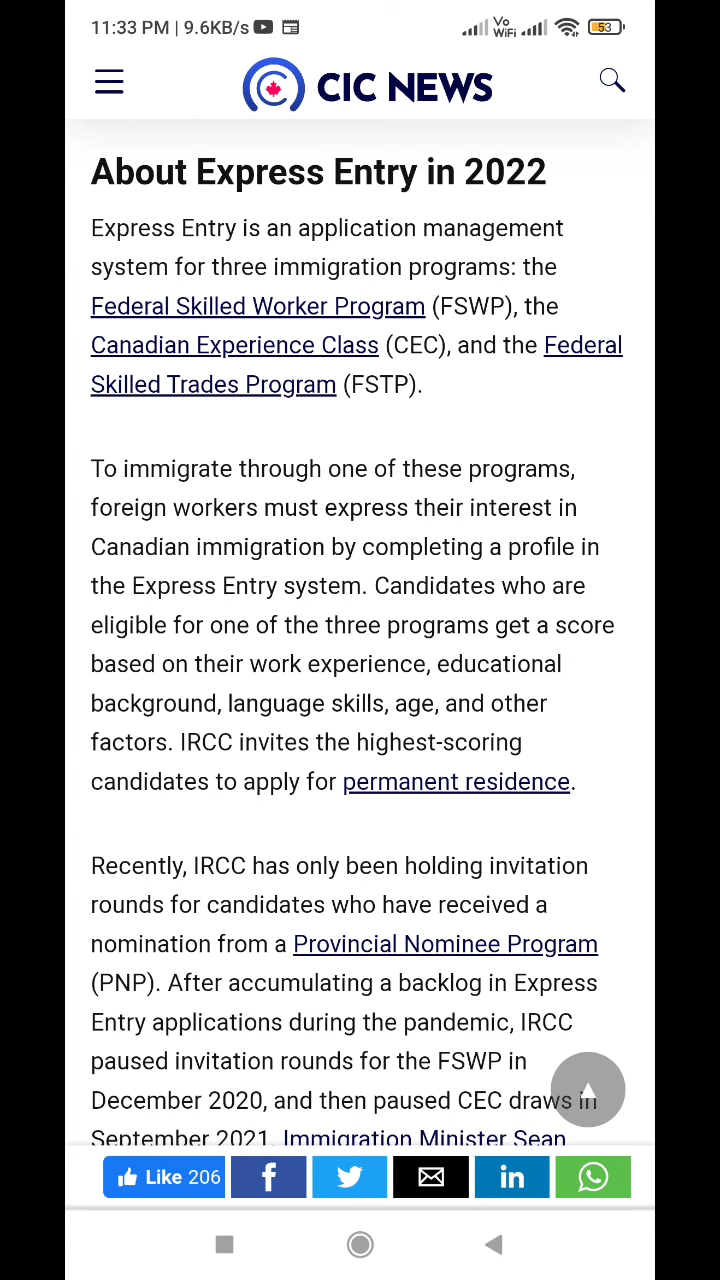 11:33 PM | 9.6KB/s
Vo
WiFi
53
CIC NEWS
About Express Entry in 2022
Express Entry is an application management
system for three immigration programs: the
Federal Skilled Worker Program (FSWP), the
Canadian Experience Class (CEC), and the Federal
Skilled Trades Program (FSTP).
To immigrate through one of these programs,
foreign workers must express their interest in
Canadian immigration by completing a profile in
the Express Entry system. Candidates who are
eligible for one of the three programs get a score
based on their work experience, educational
background, language skills, age, and other
factors. IRCC invites the highest-scoring
candidates to apply for permanent residence.
Recently, IRCC has only been holding invitation
rounds for candidates who have received a
nomination from a Provincial Nominee Program
(PNP). After accumulating a backlog in Express
Entry applications during the pandemic, IRCC
paused invitation rounds for the FSWP in
December 2020, and then paused CEC draws in
September 2021. Immigration Minister Sean
Like 206